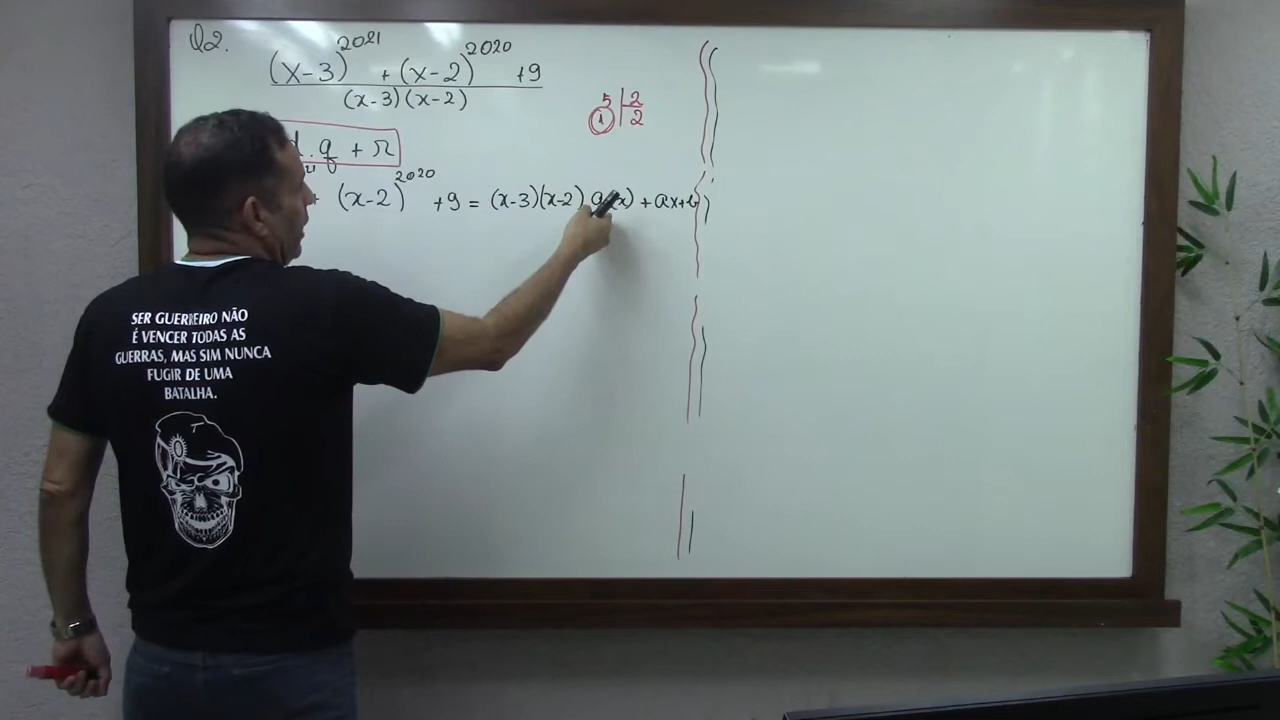 Q2.
(x-3)^2021 + (x-2)^2020 +9
(x-3)(x-2)
5 | 2
1 | 2
d.q + r
+ (x-2)^2020 +9 = (x-3)(x-2) q(x) + ax+b
SER GUERREIRO NÃO
É VENCER TODAS AS
GUERRAS, MAS SIM NUNCA
FUGIR DE UMA
BATALHA.